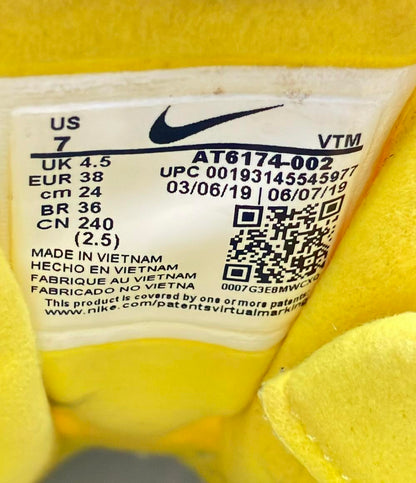 US
7
VTM
UK 4.5
EUR 38
cm 24
BR 36
CN 240
(2.5)
AT6174-002
UPC 00193145545977
03/06/19 | 06/07/19
MADE IN VIETNAM
HECHO EN VIETNAM
FABRIQUE AU VIETNAM
FABRICADO NO VIETNA
0007G3E8MWCX
This product is covered by one or more patents.
www.nike.com/patentsvirtualmarking